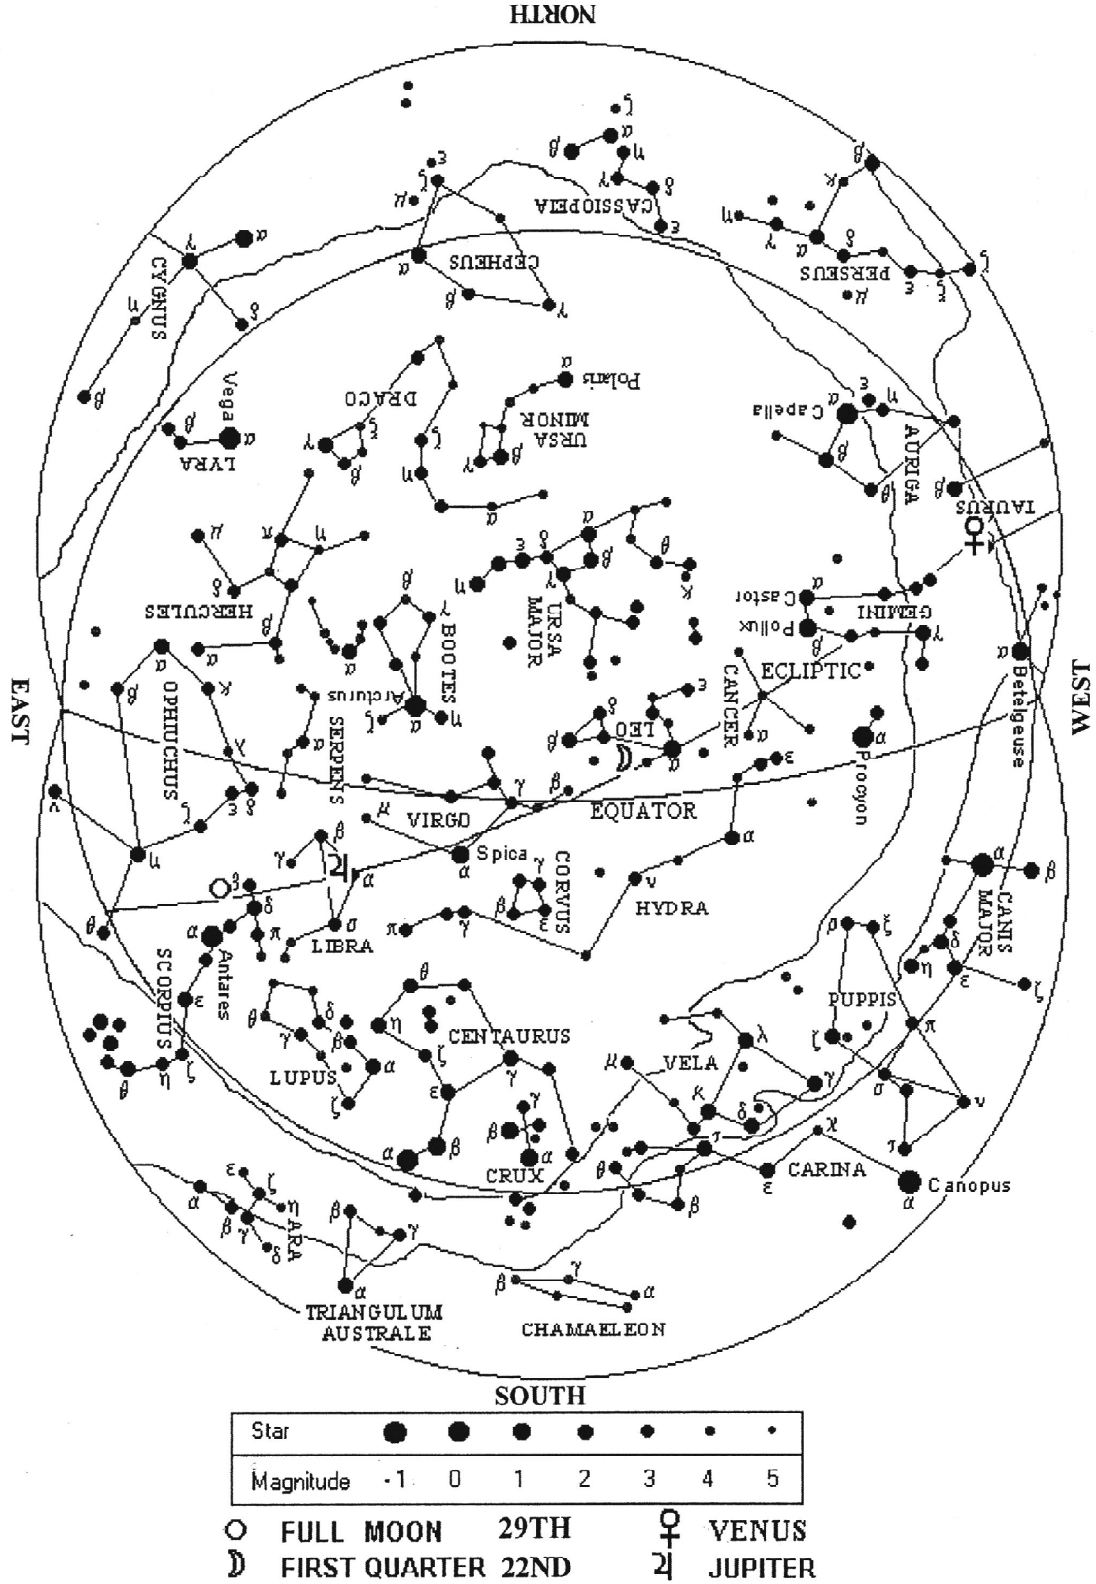 NORTH
ζ
α
β
η
γ
δ
CASSIOPEIA
ε
β
κ
η
γ
α
δ
PERSEUS
ε
ξ
ζ
μ
ε
ζ
μ
α
CEPHEUS
β
γ
γ
α
CYGNUS
η
δ
β
DRACO
ξ
γ
β
ζ
η
α
α
Polaris
URSA
MINOR
γ
β
Vega
β
α
LYRA
ε
η
α
Capella
β
θ
AURIGA
β
TAURUS
μ
π
η
δ
HERCULES
β
α
α
β
γ
BOOTES
Arcturus
α
ζ
η
α
β
δ
ε
γ
η
θ
κ
URSA
MAJOR
α
Castor
Pollux
β
GEMINI
γ
ECLIPTIC
CANCER
α
α
Betelgeuse
α
Procyon
EAST
WEST
α
β
κ
OPHIUCHUS
λ
ε
δ
ζ
ν
η
θ
SERPENS
α
ε
δ
LEO
β
α
γ
β
VIRGO
μ
Spica
α
EQUATOR
ε
ν
HYDRA
γ
π
CORVUS
γ
β
ε
β
γ
α
σ
LIBRA
β
δ
π
α
Antares
SCORPIUS
ε
ζ
η
θ
α
β
CANIS
MAJOR
δ
η
ε
ζ
ρ
ξ
PUPPIS
ζ
π
σ
ν
τ
θ
δ
γ
β
α
LUPUS
ζ
θ
η
CENTAURUS
ζ
γ
ε
β
α
γ
β
α
CRUX
μ
VELA
λ
γ
κ
δ
χ
CARINA
ε
Canopus
α
θ
β
ε
ζ
α
η
β
γ
δ
ARA
β
γ
α
TRIANGULUM
AUSTRALE
β
γ
α
CHAMAELEON
SOUTH
Star
Magnitude -1 0 1 2 3 4 5
FULL MOON 29TH ♀ VENUS
FIRST QUARTER 22ND ♃ JUPITER